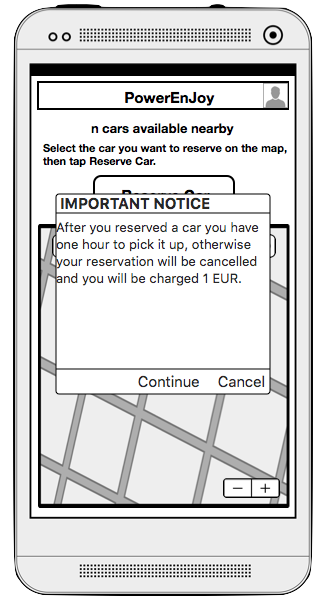 PowerEnJoy
n cars available nearby
Select the car you want to reserve on the map,
then tap Reserve Car.
Reserve Car
IMPORTANT NOTICE
After you reserved a car you have
one hour to pick it up, otherwise
your reservation will be cancelled
and you will be charged 1 EUR.
Continue Cancel
− +